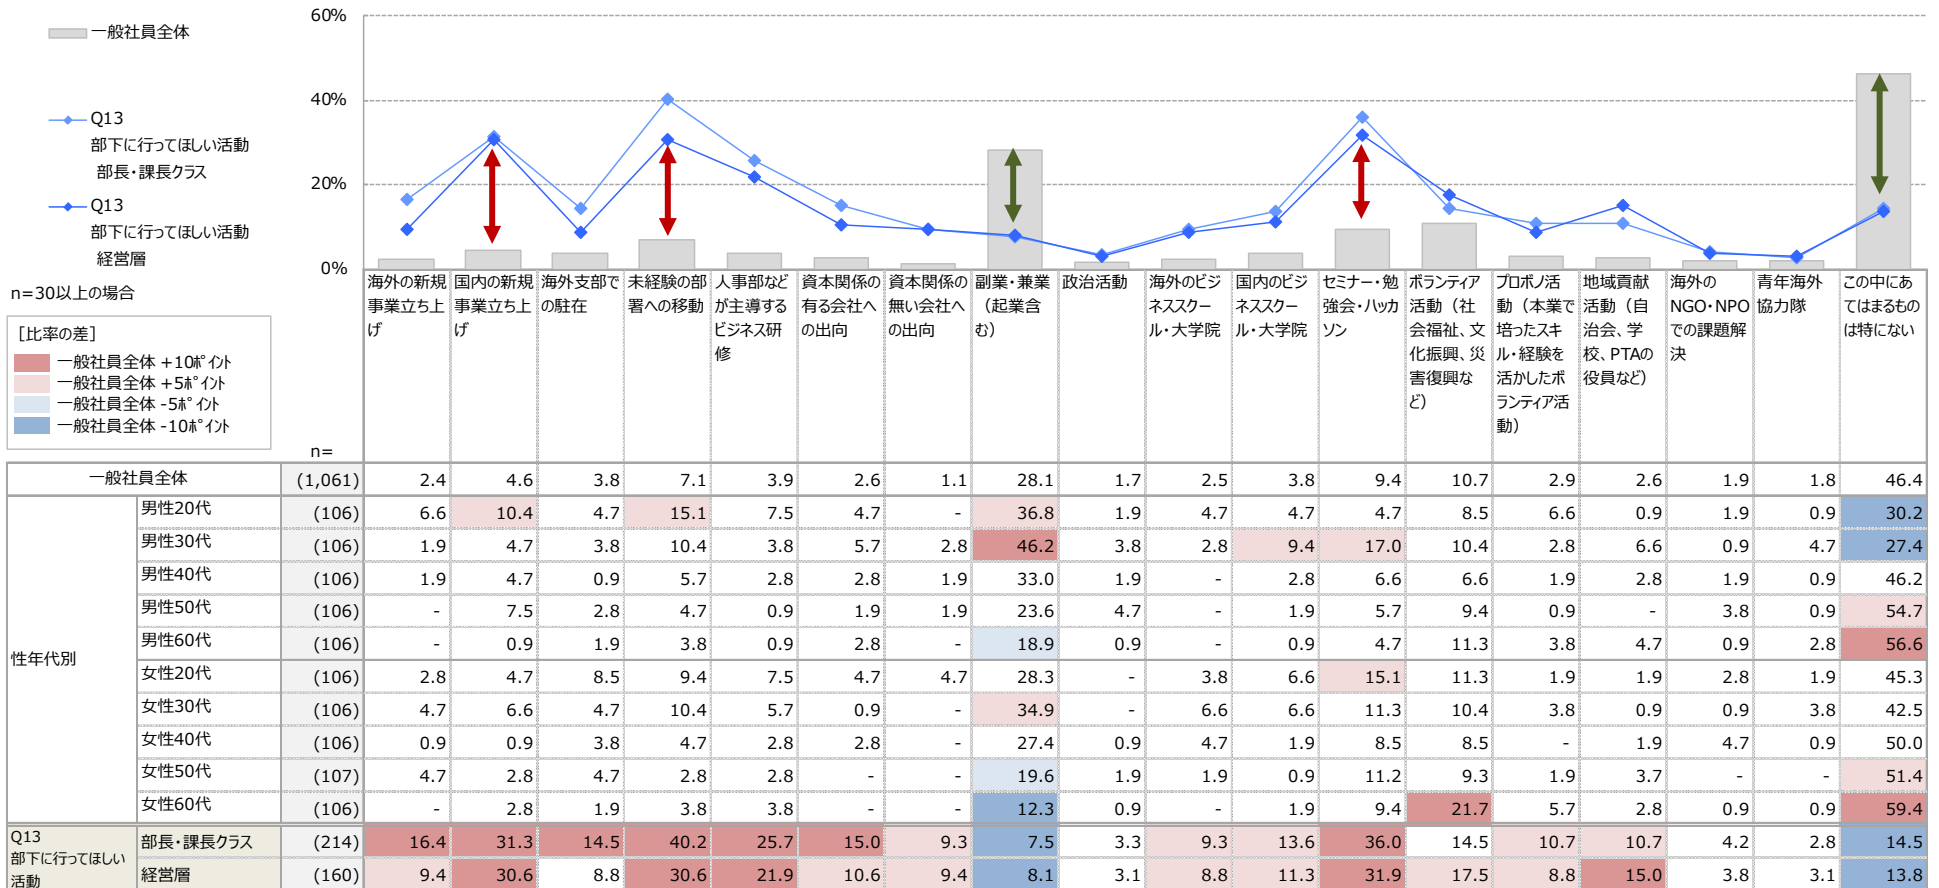 60%
40%
20%
0%
一般社員全体
Q13
部下に行ってほしい活動
部長・課長クラス
Q13
部下に行ってほしい活動
経営層
n=30以上の場合
[比率の差]
一般社員全体 +10ﾎﾟｲﾝﾄ
一般社員全体 +5ﾎﾟｲﾝﾄ
一般社員全体 -5ﾎﾟｲﾝﾄ
一般社員全体 -10ﾎﾟｲﾝﾄ
n=
海外の新規
事業立ち上
げ
国内の新規
事業立ち上
げ
海外支部で
の駐在
未経験の部
署への移動
人事部など
が主導する
ビジネス研
修
資本関係の
有る会社へ
の出向
資本関係の
無い会社へ
の出向
副業・兼業
（起業含
む）
政治活動
海外のビジ
ネススクー
ル・大学院
国内のビジ
ネススクー
ル・大学院
セミナー・勉
強会・ハッカ
ソン
ボランティア
活動（社
会福祉、文
化振興、災
害復興な
ど）
プロボノ活
動（本業で
培ったスキ
ル・経験を
活かしたボ
ランティア活
動）
地域貢献
活動（自
治会、学
校、PTAの
役員など）
海外の
NGO・NPO
での課題解
決
青年海外
協力隊
この中にあ
てはまるもの
は特にない
一般社員全体 (1,061) 2.4 4.6 3.8 7.1 3.9 2.6 1.1 28.1 1.7 2.5 3.8 9.4 10.7 2.9 2.6 1.9 1.8 46.4
性年代別
男性20代 (106) 6.6 10.4 4.7 15.1 7.5 4.7 - 36.8 1.9 4.7 4.7 4.7 8.5 6.6 0.9 1.9 0.9 30.2
男性30代 (106) 1.9 4.7 3.8 10.4 3.8 5.7 2.8 46.2 3.8 2.8 9.4 17.0 10.4 2.8 6.6 0.9 4.7 27.4
男性40代 (106) 1.9 4.7 0.9 5.7 2.8 2.8 1.9 33.0 1.9 - 2.8 6.6 6.6 1.9 2.8 1.9 0.9 46.2
男性50代 (106) - 7.5 2.8 4.7 0.9 1.9 1.9 23.6 4.7 - 1.9 5.7 9.4 0.9 - 3.8 0.9 54.7
男性60代 (106) - 0.9 1.9 3.8 0.9 2.8 - 18.9 0.9 - 0.9 4.7 11.3 3.8 4.7 0.9 2.8 56.6
女性20代 (106) 2.8 4.7 8.5 9.4 7.5 4.7 4.7 28.3 - 3.8 6.6 15.1 11.3 1.9 1.9 2.8 1.9 45.3
女性30代 (106) 4.7 6.6 4.7 10.4 5.7 0.9 - 34.9 - 6.6 6.6 11.3 10.4 3.8 0.9 0.9 3.8 42.5
女性40代 (106) 0.9 0.9 3.8 4.7 2.8 2.8 - 27.4 0.9 4.7 1.9 8.5 8.5 - 1.9 4.7 0.9 50.0
女性50代 (107) 4.7 2.8 4.7 2.8 2.8 - - 19.6 1.9 1.9 0.9 11.2 9.3 1.9 3.7 - - 51.4
女性60代 (106) - 2.8 1.9 3.8 3.8 - - 12.3 0.9 - 1.9 9.4 21.7 5.7 2.8 0.9 0.9 59.4
Q13
部下に行ってほしい
活動
部長・課長クラス (214) 16.4 31.3 14.5 40.2 25.7 15.0 9.3 7.5 3.3 9.3 13.6 36.0 14.5 10.7 10.7 4.2 2.8 14.5
経営層 (160) 9.4 30.6 8.8 30.6 21.9 10.6 9.4 8.1 3.1 8.8 11.3 31.9 17.5 8.8 15.0 3.8 3.1 13.8